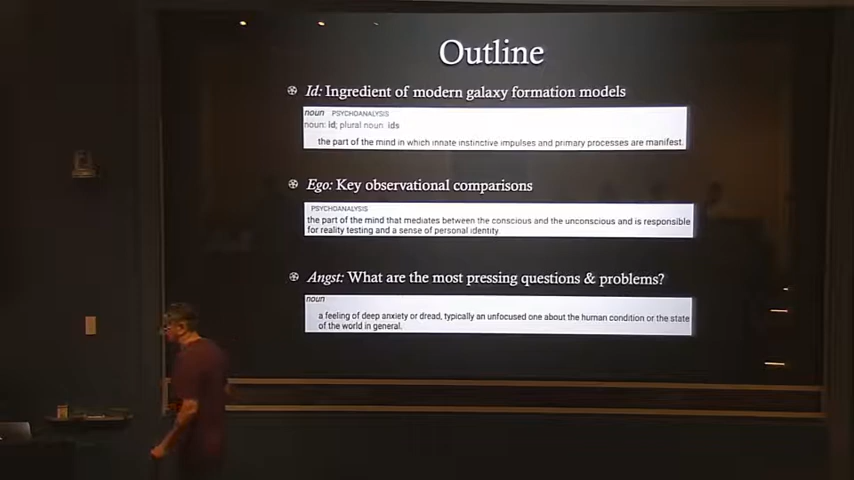 Outline
Id: Ingredient of modern galaxy formation models
noun PSYCHOANALYSIS
noun: id; plural noun: ids
the part of the mind in which innate instinctive impulses and primary processes are manifest.
Ego: Key observational comparisons
PSYCHOANALYSIS
the part of the mind that mediates between the conscious and the unconscious and is responsible
for reality testing and a sense of personal identity
Angst: What are the most pressing questions & problems?
noun
a feeling of deep anxiety or dread, typically an unfocused one about the human condition or the state
of the world in general.